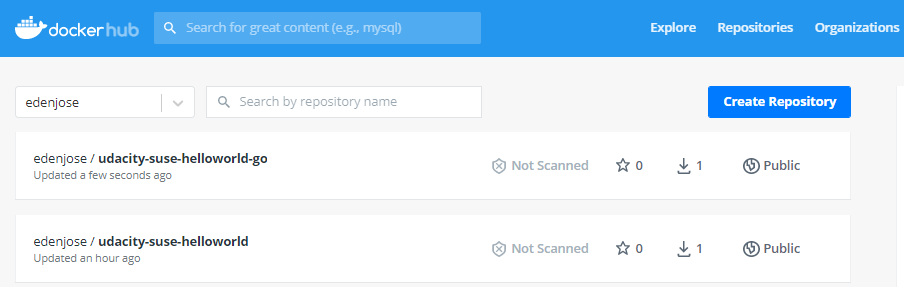 dockerhub Search for great content (e.g., mysql) Explore Repositories Organizations
edenjose Search by repository name Create Repository
edenjose / udacity-suse-helloworld-go
Updated a few seconds ago
Not Scanned 0 1 Public
edenjose / udacity-suse-helloworld
Updated an hour ago
Not Scanned 0 1 Public